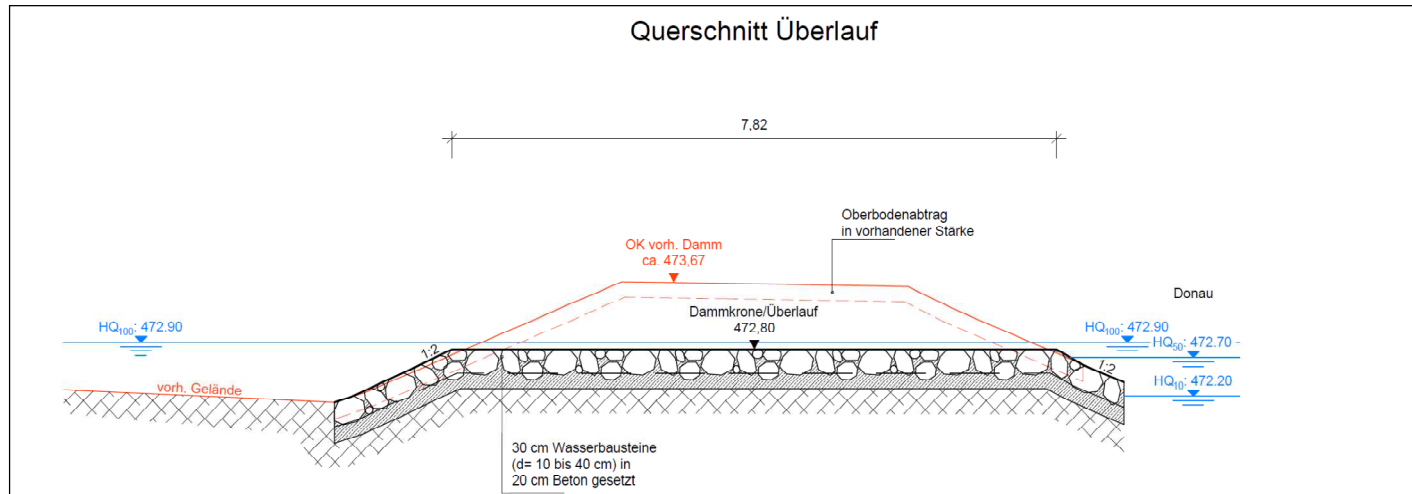 Querschnitt Überlauf
7,82
Oberbodenabtrag
in vorhandener Stärke
OK vorh. Damm
ca. 473,67
Donau
Dammkrone/Überlauf
472,80
HQ100: 472.90
HQ100: 472.90
HQ50: 472.70
1:2
1:2
HQ10: 472.20
vorh. Gelände
30 cm Wasserbausteine
(d= 10 bis 40 cm) in
20 cm Beton gesetzt